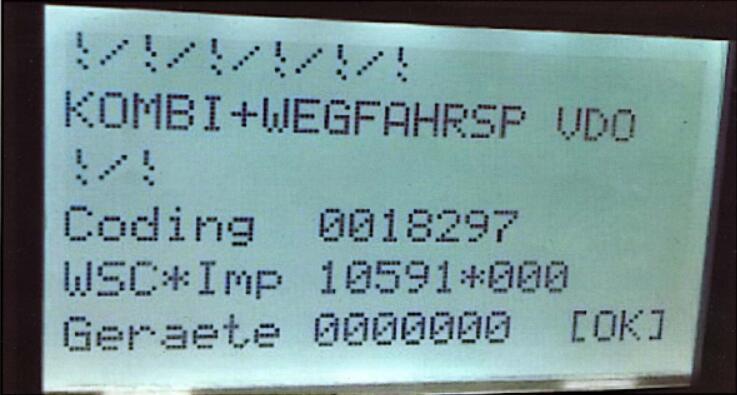 KOMBI+WEGFAHRSP VDO
Coding 0018297
WSC*Imp 10591*000
Geraete 0000000 [OK]